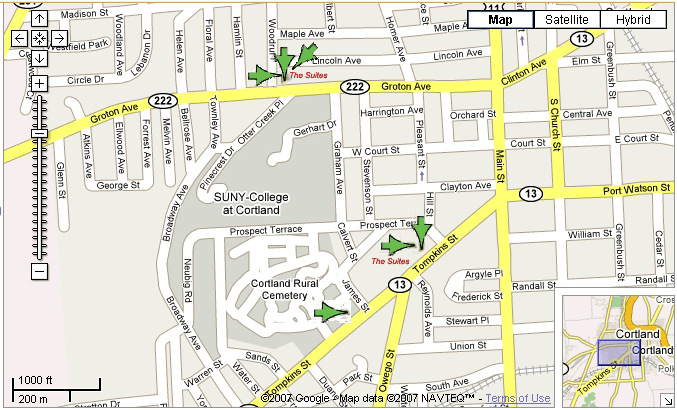 Madison St
Woodland Ave
Lebanon Dr
Helen Ave
Floral Ave
Hamlin St
Maple Ave
Homer Ave
Maple Ave
Map
Satellite
Hybrid
13
Westfield Park
Lincoln Ave
Lincoln Ave
Elm St
Circle Dr
The Suites
Clinton Ave
222
222
Groton Ave
Groton Ave
Townley Ave
Otter Creek Pl
Harrington Ave
Orchard St
Central Ave
S Church St
Atkins Ave
Ellwood Ave
Forrest Ave
Melvin Ave
Bellrose Ave
Gerhart Dr
Pleasant St
Main St
Court St
E Court St
W Court St
Pinecrest Dr
Graham Ave
Stevenson St
Glenn St
George St
Clayton Ave
13
Port Watson St
SUNY-College
at Cortland
Hill St
Broadway Ave
Prospect Terrace
Calvert St
William St
Greenbush St
Greenbush St
Cedar St
The Suites
Tompkins St
Neubig Rd
Cortland Rural
Cemetery
James St
13
Argyle Pl
Frederick St
Randall St
Randall St
Reynolds Ave
Stewart Pl
Broadway Ave
Union St
Cortland
Cortland
Tompkins St
Sands St
Water St
Warren St
Tompkins St
Owego St
Park St
South Ave
1000 ft
200 m
©2007 Google - Map data ©2007 NAVTEQ™ - Terms of Use